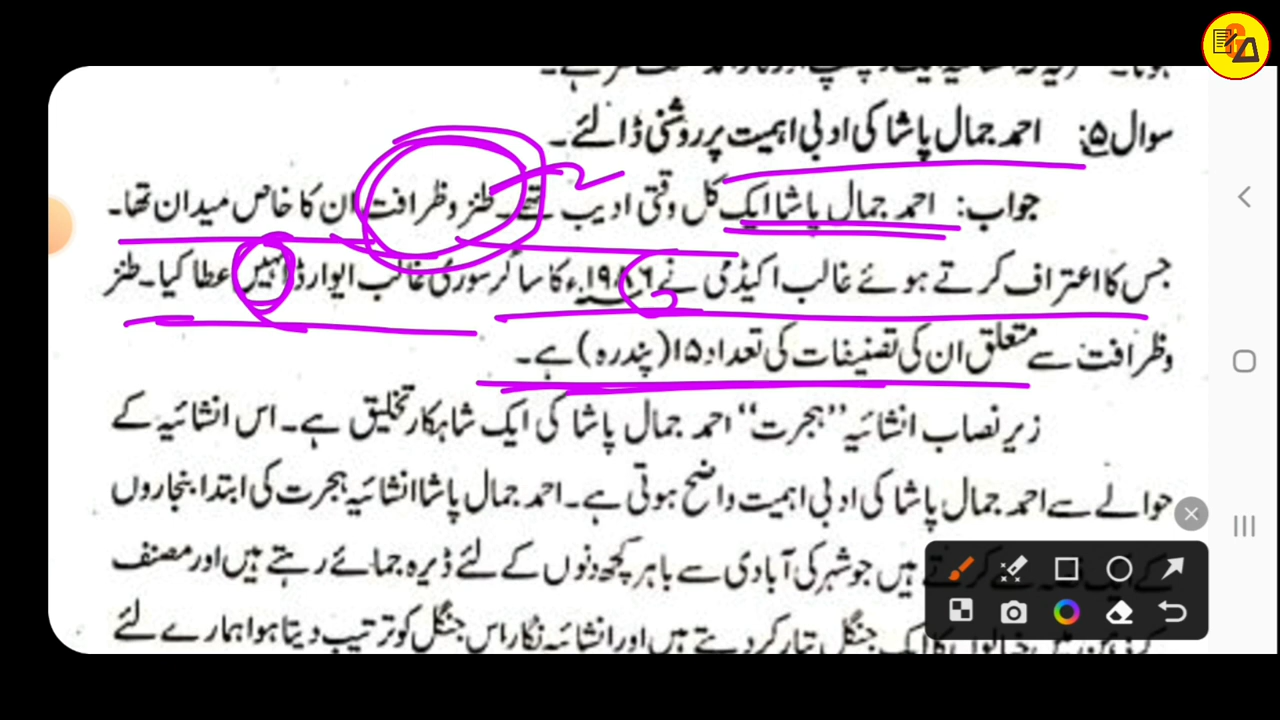 سوال ۵: احمد جمال پاشا کی ادبی اہمیت پر روشنی ڈالئے۔
جواب: احمد جمال پاشا ایک کل وقتی ادیب تھے۔ طنز وظرافت ان کا خاص میدان تھا۔
جس کا اعتراف کرتے ہوئے غالب اکیڈمی نے ۱۹۸۶ء کا ساگر سوری غالب ایوارڈ انہیں عطا کیا۔ طنز
وظرافت سے متعلق ان کی تصنیفات کی تعداد ۱۵ (پندرہ) ہے۔
زیر نصاب انشائیہ ’’ہجرت‘‘ احمد جمال پاشا کی ایک شاہکار تخلیق ہے۔ اس انشائیہ کے
حوالے سے احمد جمال پاشا کی ادبی اہمیت واضح ہوتی ہے۔ احمد جمال پاشا انشائیہ ہجرت کی ابتدا بنجاروں
کے ہیں جو شہر کی آبادی سے باہر کچھ دنوں کے لئے ڈیرہ جمائے رہتے ہیں اور مصنف
ایک جنگل تیار کر دیتے ہیں اور انشائیہ نگار اس جنگل کو ترتیب دیتا ہوا ہمارے لئے